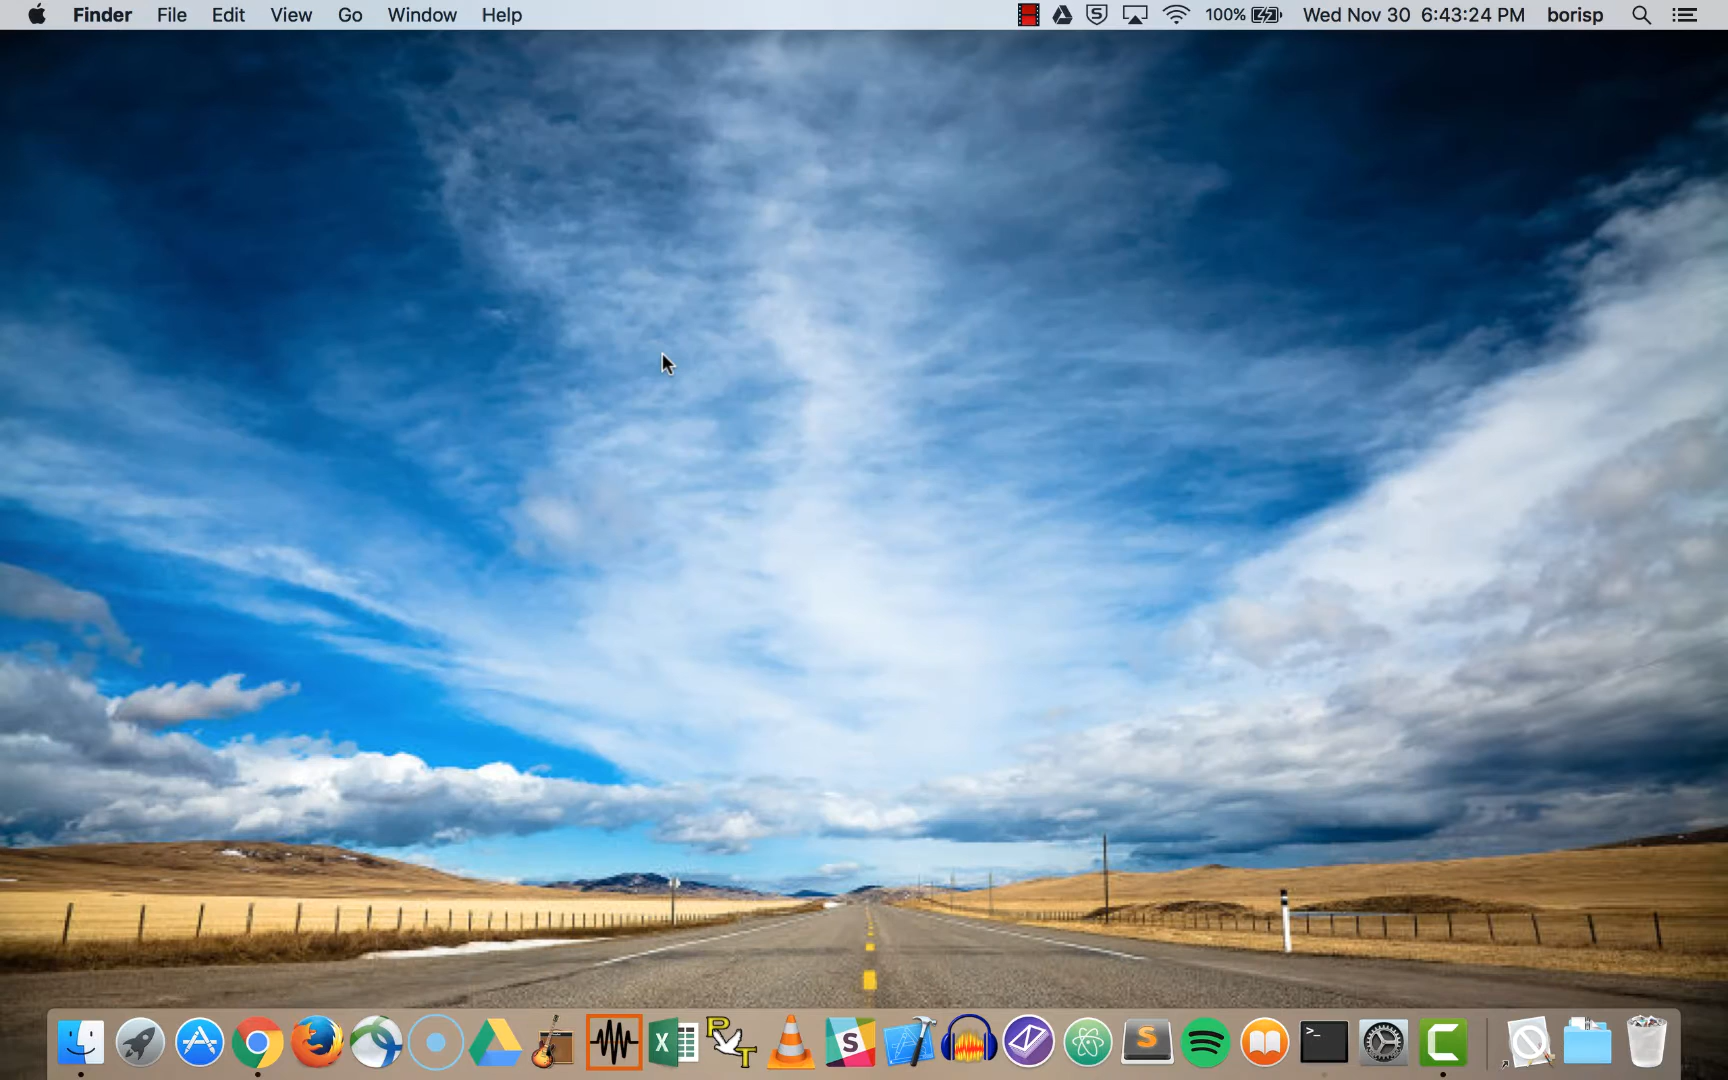 Finder File Edit View Go Window Help 100% Wed Nov 30 6:43:24 PM borisp
P T X S S >_ C